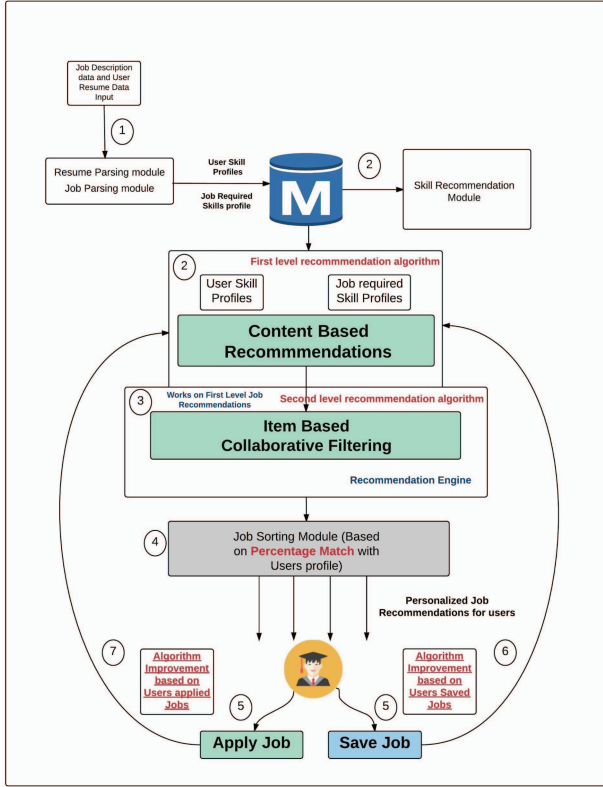 Job Description
data and User
Resume Data
Input
1
Resume Parsing module
Job Parsing module
User Skill
Profiles
Job Required
Skills profile
M
2
Skill Recommendation
Module
2
First level recommmendation algorithm
User Skill
Profiles
Job required
Skill Profiles
Content Based
Recommmendations
3
Works on First Level Job
Recommendations
Second level recommmendation algorithm
Item Based
Collaborative Filtering
Recommendation Engine
4
Job Sorting Module (Based
on Percentage Match with
Users profile)
Personalized Job
Recommendations for users
7
Algorithm
Improvement
based on
Users applied
Jobs
Algorithm
Improvement
based on
Users Saved
Jobs
6
5
5
Apply Job
Save Job